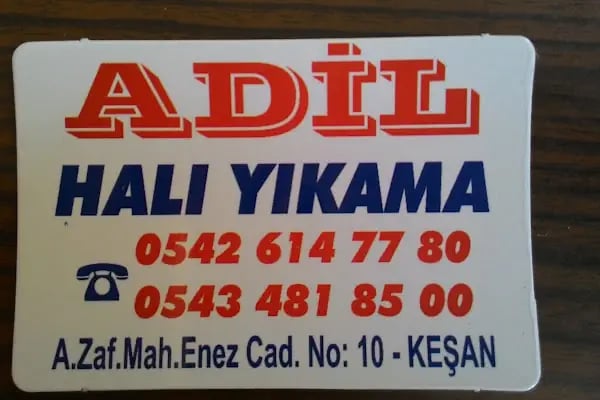 ADİL
HALI YIKAMA
0542 614 77 80
0543 481 85 00
A.Zaf.Mah.Enez Cad. No: 10 - KEŞAN